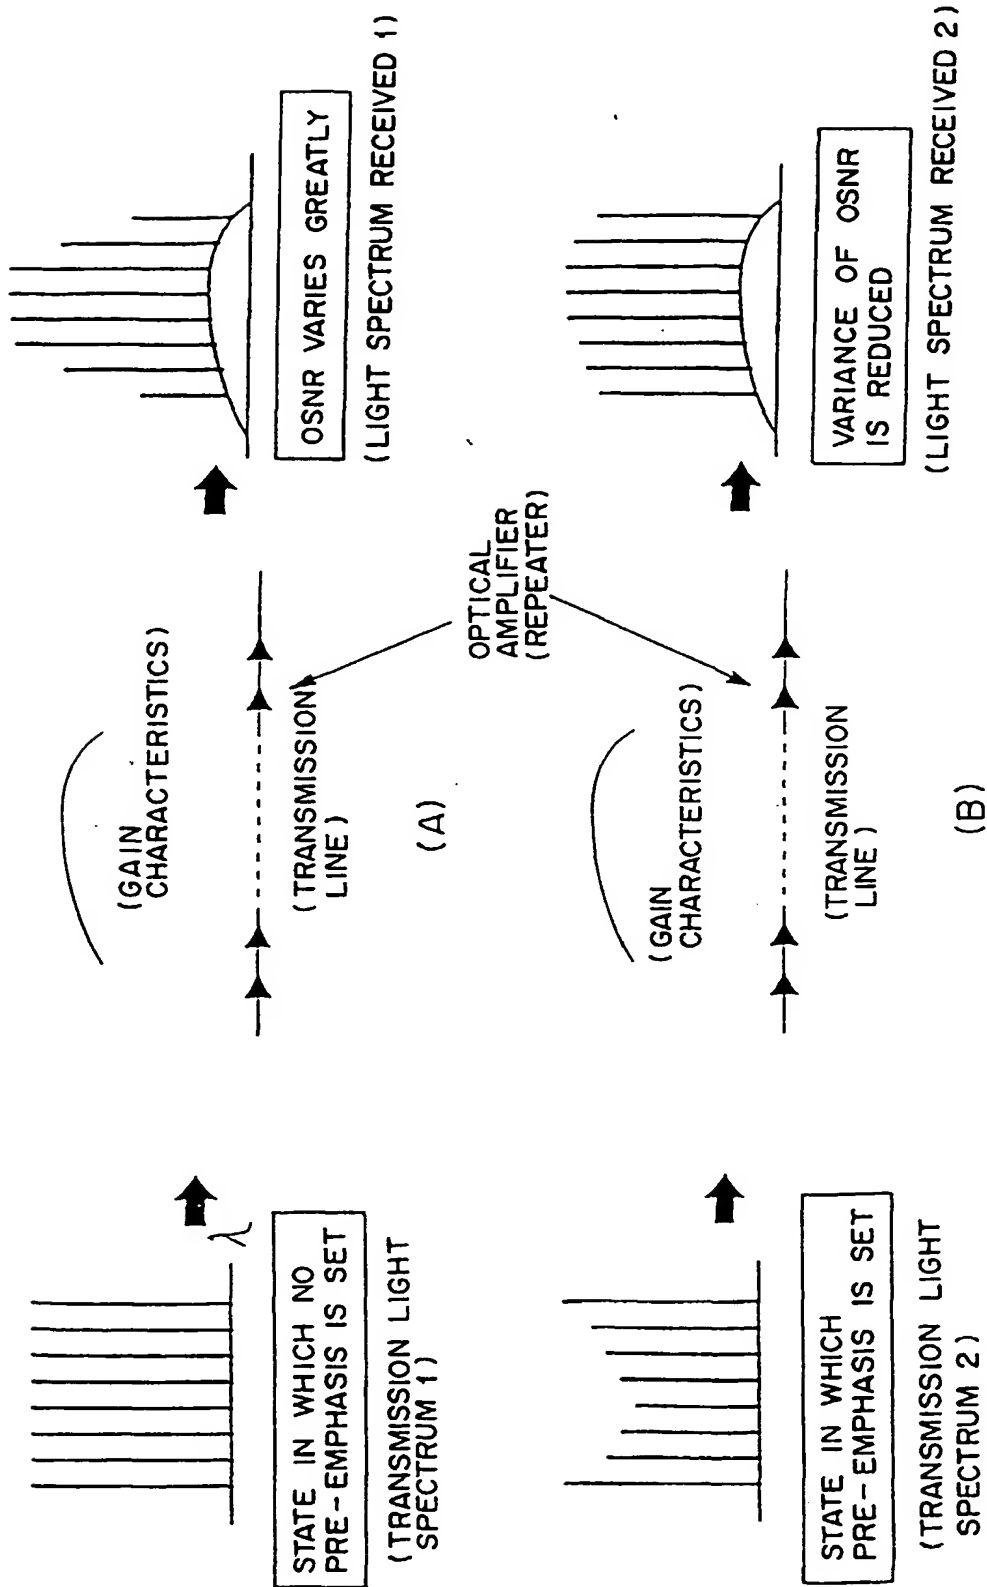 λ
STATE IN WHICH NO
PRE-EMPHASIS IS SET
(TRANSMISSION LIGHT
SPECTRUM 1)
(GAIN
CHARACTERISTICS)
(TRANSMISSION
LINE)
(A)
OSNR VARIES GREATLY
(LIGHT SPECTRUM RECEIVED 1)
OPTICAL
AMPLIFIER
(REPEATER)
STATE IN WHICH
PRE-EMPHASIS IS SET
(TRANSMISSION LIGHT
SPECTRUM 2)
(GAIN
CHARACTERISTICS)
(TRANSMISSION
LINE)
(B)
VARIANCE OF OSNR
IS REDUCED
(LIGHT SPECTRUM RECEIVED 2)